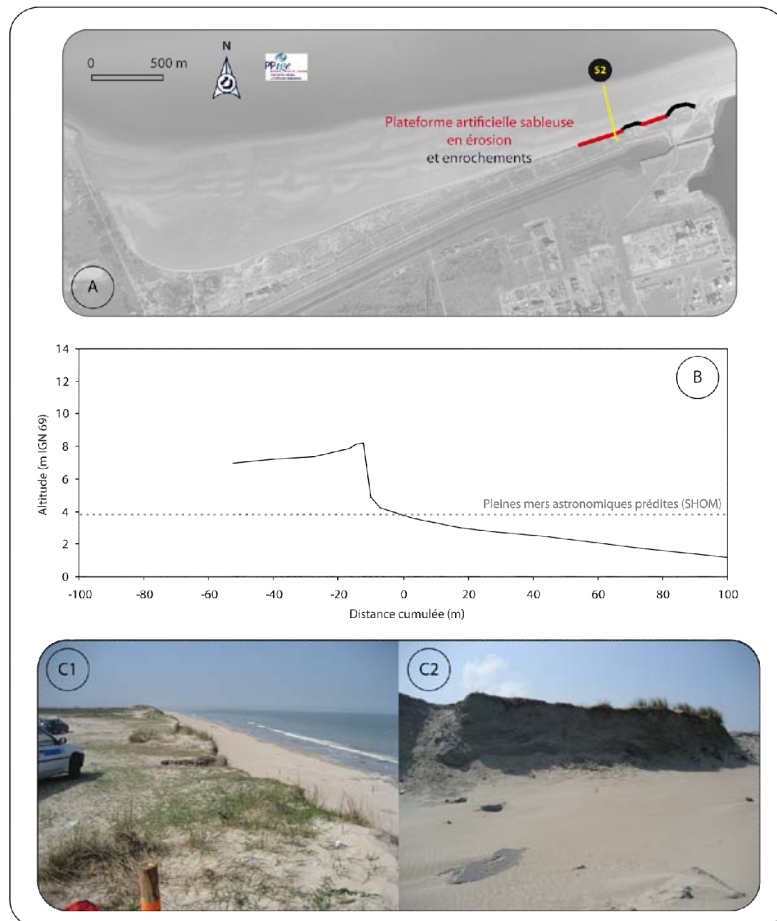 0 500 m
N
PPrige
S2
Plateforme artificielle sableuse
en érosion
et enrochements
A
14
12
10
8
6
4
2
0
Altitude (m IGN 69)
B
Pleines mers astronomiques prédites (SHOM)
-100 -80 -60 -40 -20 0 20 40 60 80 100
Distance cumulée (m)
C1
C2